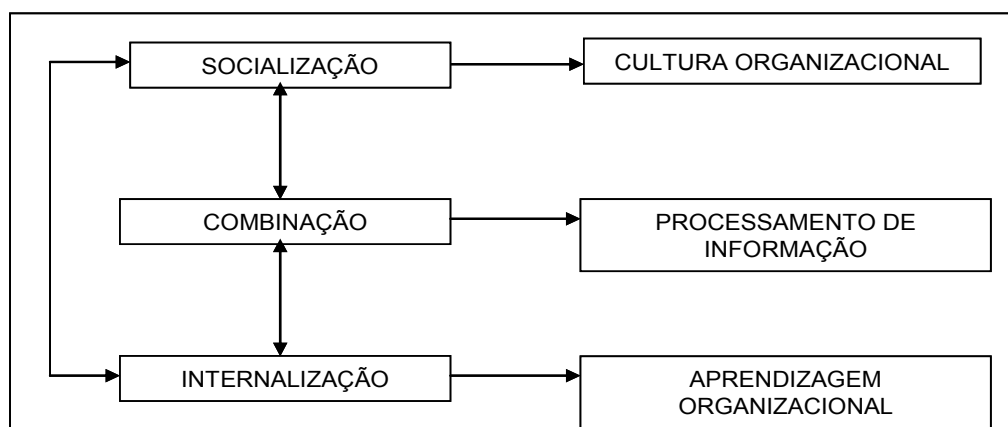 SOCIALIZAÇÃO
CULTURA ORGANIZACIONAL
COMBINAÇÃO
PROCESSAMENTO DE
INFORMAÇÃO
INTERNALIZAÇÃO
APRENDIZAGEM
ORGANIZACIONAL